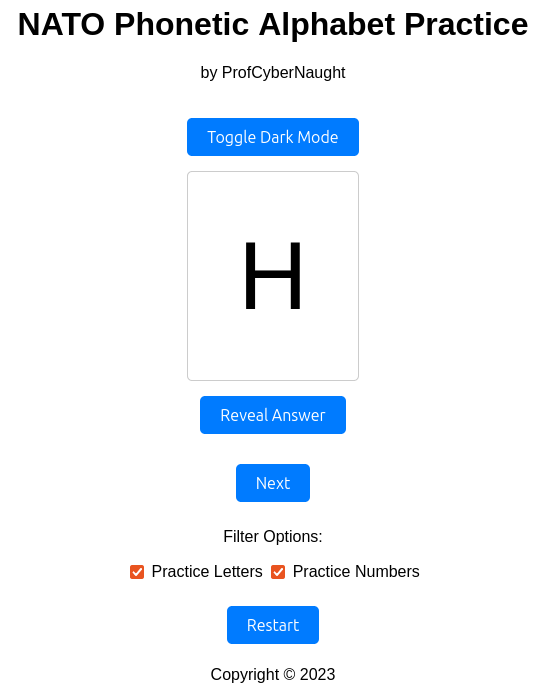 NATO Phonetic Alphabet Practice
by ProfCyberNaught
Toggle Dark Mode
H
Reveal Answer
Next
Filter Options:
Practice Letters Practice Numbers
Restart
Copyright © 2023